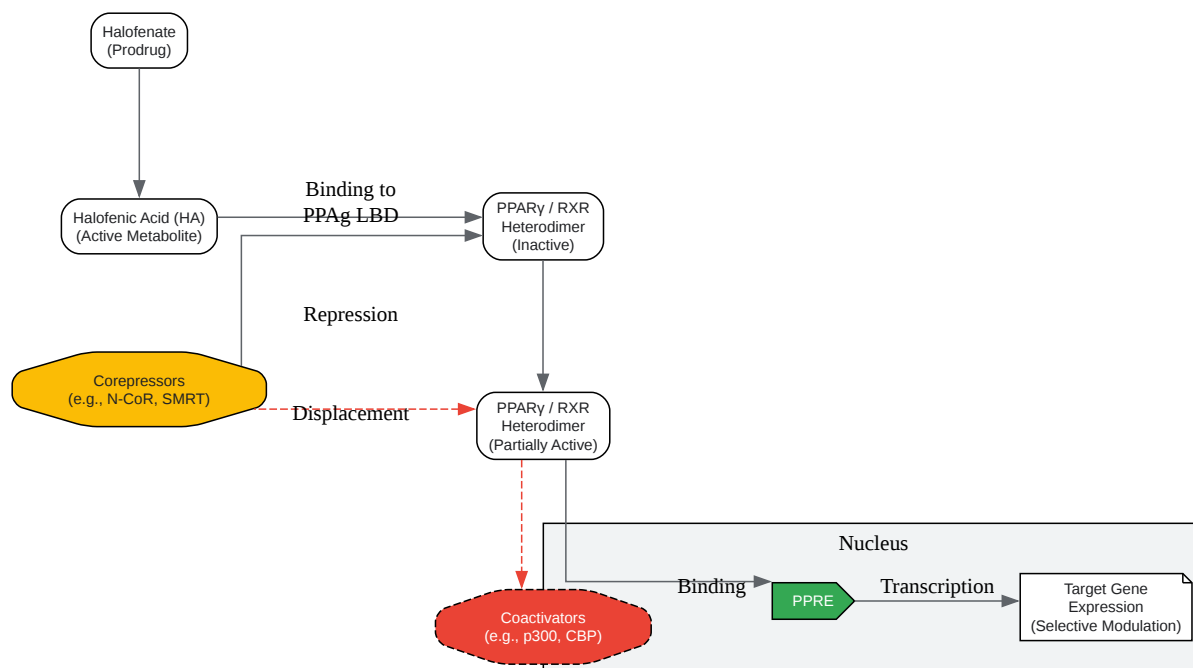 Halofenate
(Prodrug)
Binding to
PPAg LBD
Halofenic Acid (HA)
(Active Metabolite)
PPARγ / RXR
Heterodimer
(Inactive)
Repression
Corepressors
(e.g., N-CoR, SMRT)
Displacement
PPARγ / RXR
Heterodimer
(Partially Active)
Nucleus
Coactivators
(e.g., p300, CBP)
Binding
PPRE
Transcription
Target Gene
Expression
(Selective Modulation)